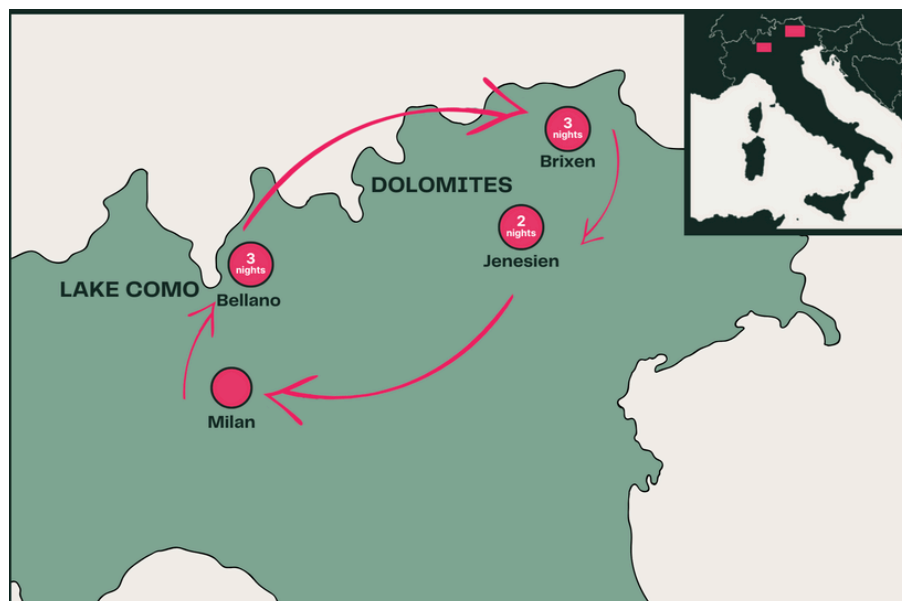 3
nights
Brixen
DOLOMITES
2
nights
Jenesien
3
nights
LAKE COMO
Bellano
Milan